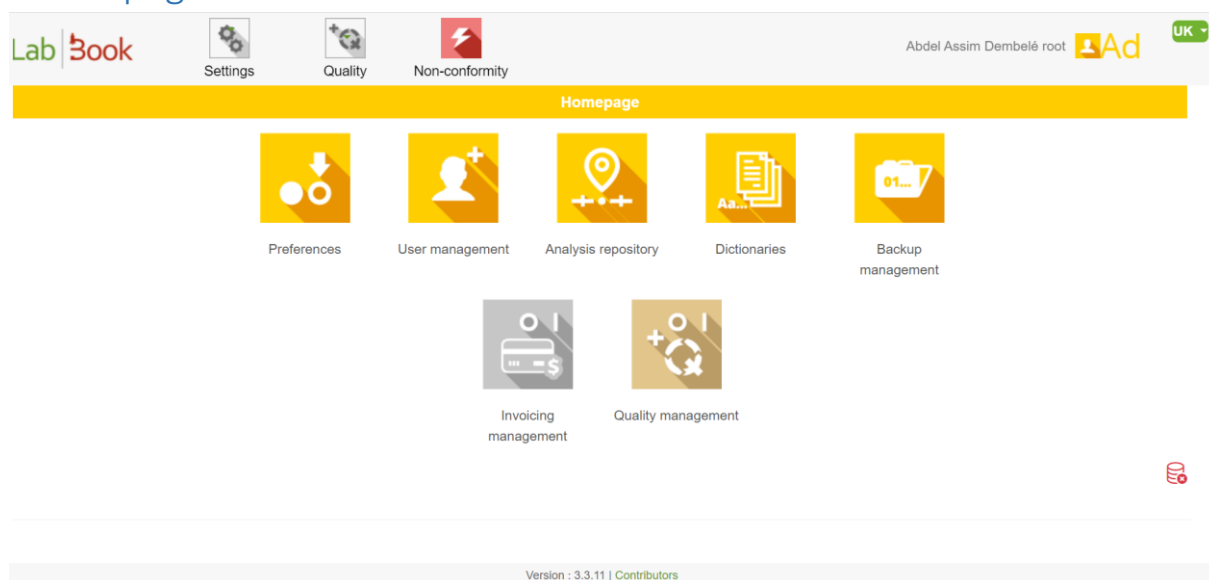 Lab Book
Settings
Quality
Non-conformity
Abdel Assim Dembelé root
Ad
UK
Homepage
Aa...
01...
Preferences
User management
Analysis repository
Dictionaries
Backup
management
$
Invoicing
management
Quality management
Version : 3.3.11 | Contributors